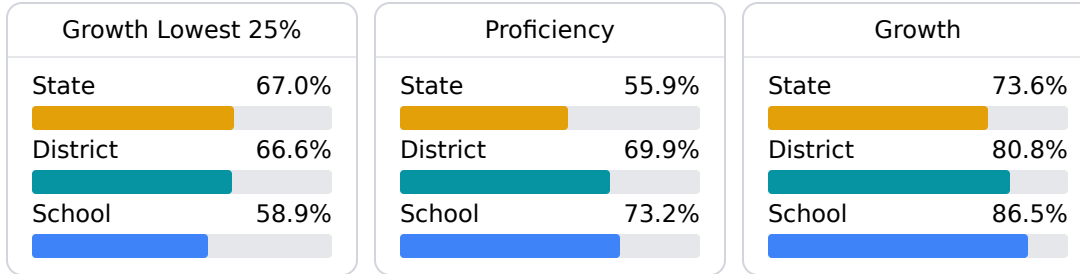 Growth Lowest 25%
State 67.0%
District 66.6%
School 58.9%
Proficiency
State 55.9%
District 69.9%
School 73.2%
Growth
State 73.6%
District 80.8%
School 86.5%